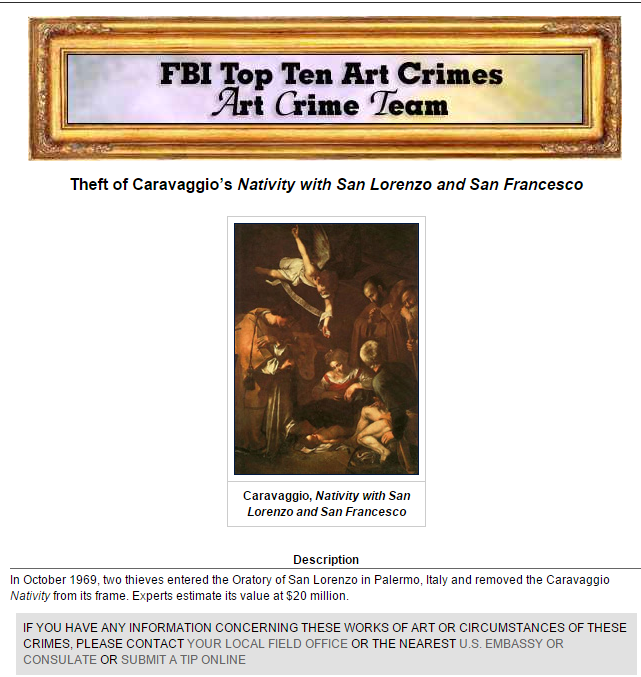 FBI Top Ten Art Crimes
Art Crime Team
Theft of Caravaggio's Nativity with San Lorenzo and San Francesco
Caravaggio, Nativity with San
Lorenzo and San Francesco
Description
In October 1969, two thieves entered the Oratory of San Lorenzo in Palermo, Italy and removed the Caravaggio
Nativity from its frame. Experts estimate its value at $20 million.
IF YOU HAVE ANY INFORMATION CONCERNING THESE WORKS OF ART OR CIRCUMSTANCES OF THESE
CRIMES, PLEASE CONTACT YOUR LOCAL FIELD OFFICE OR THE NEAREST U.S. EMBASSY OR
CONSULATE OR SUBMIT A TIP ONLINE